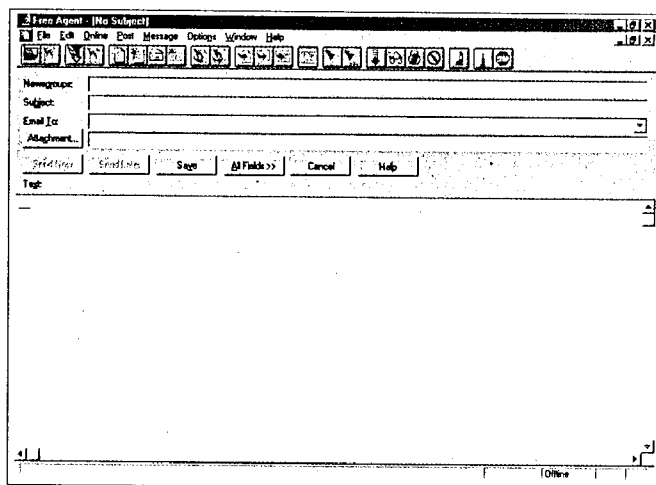 Free Agent - [No Subject]
File Edit Online Post Message Options Window Help
Newsgroups:
Subject:
Email To:
Attachment...
Send Now Send Later Save All Fields >> Cancel Help
Text:
Offline